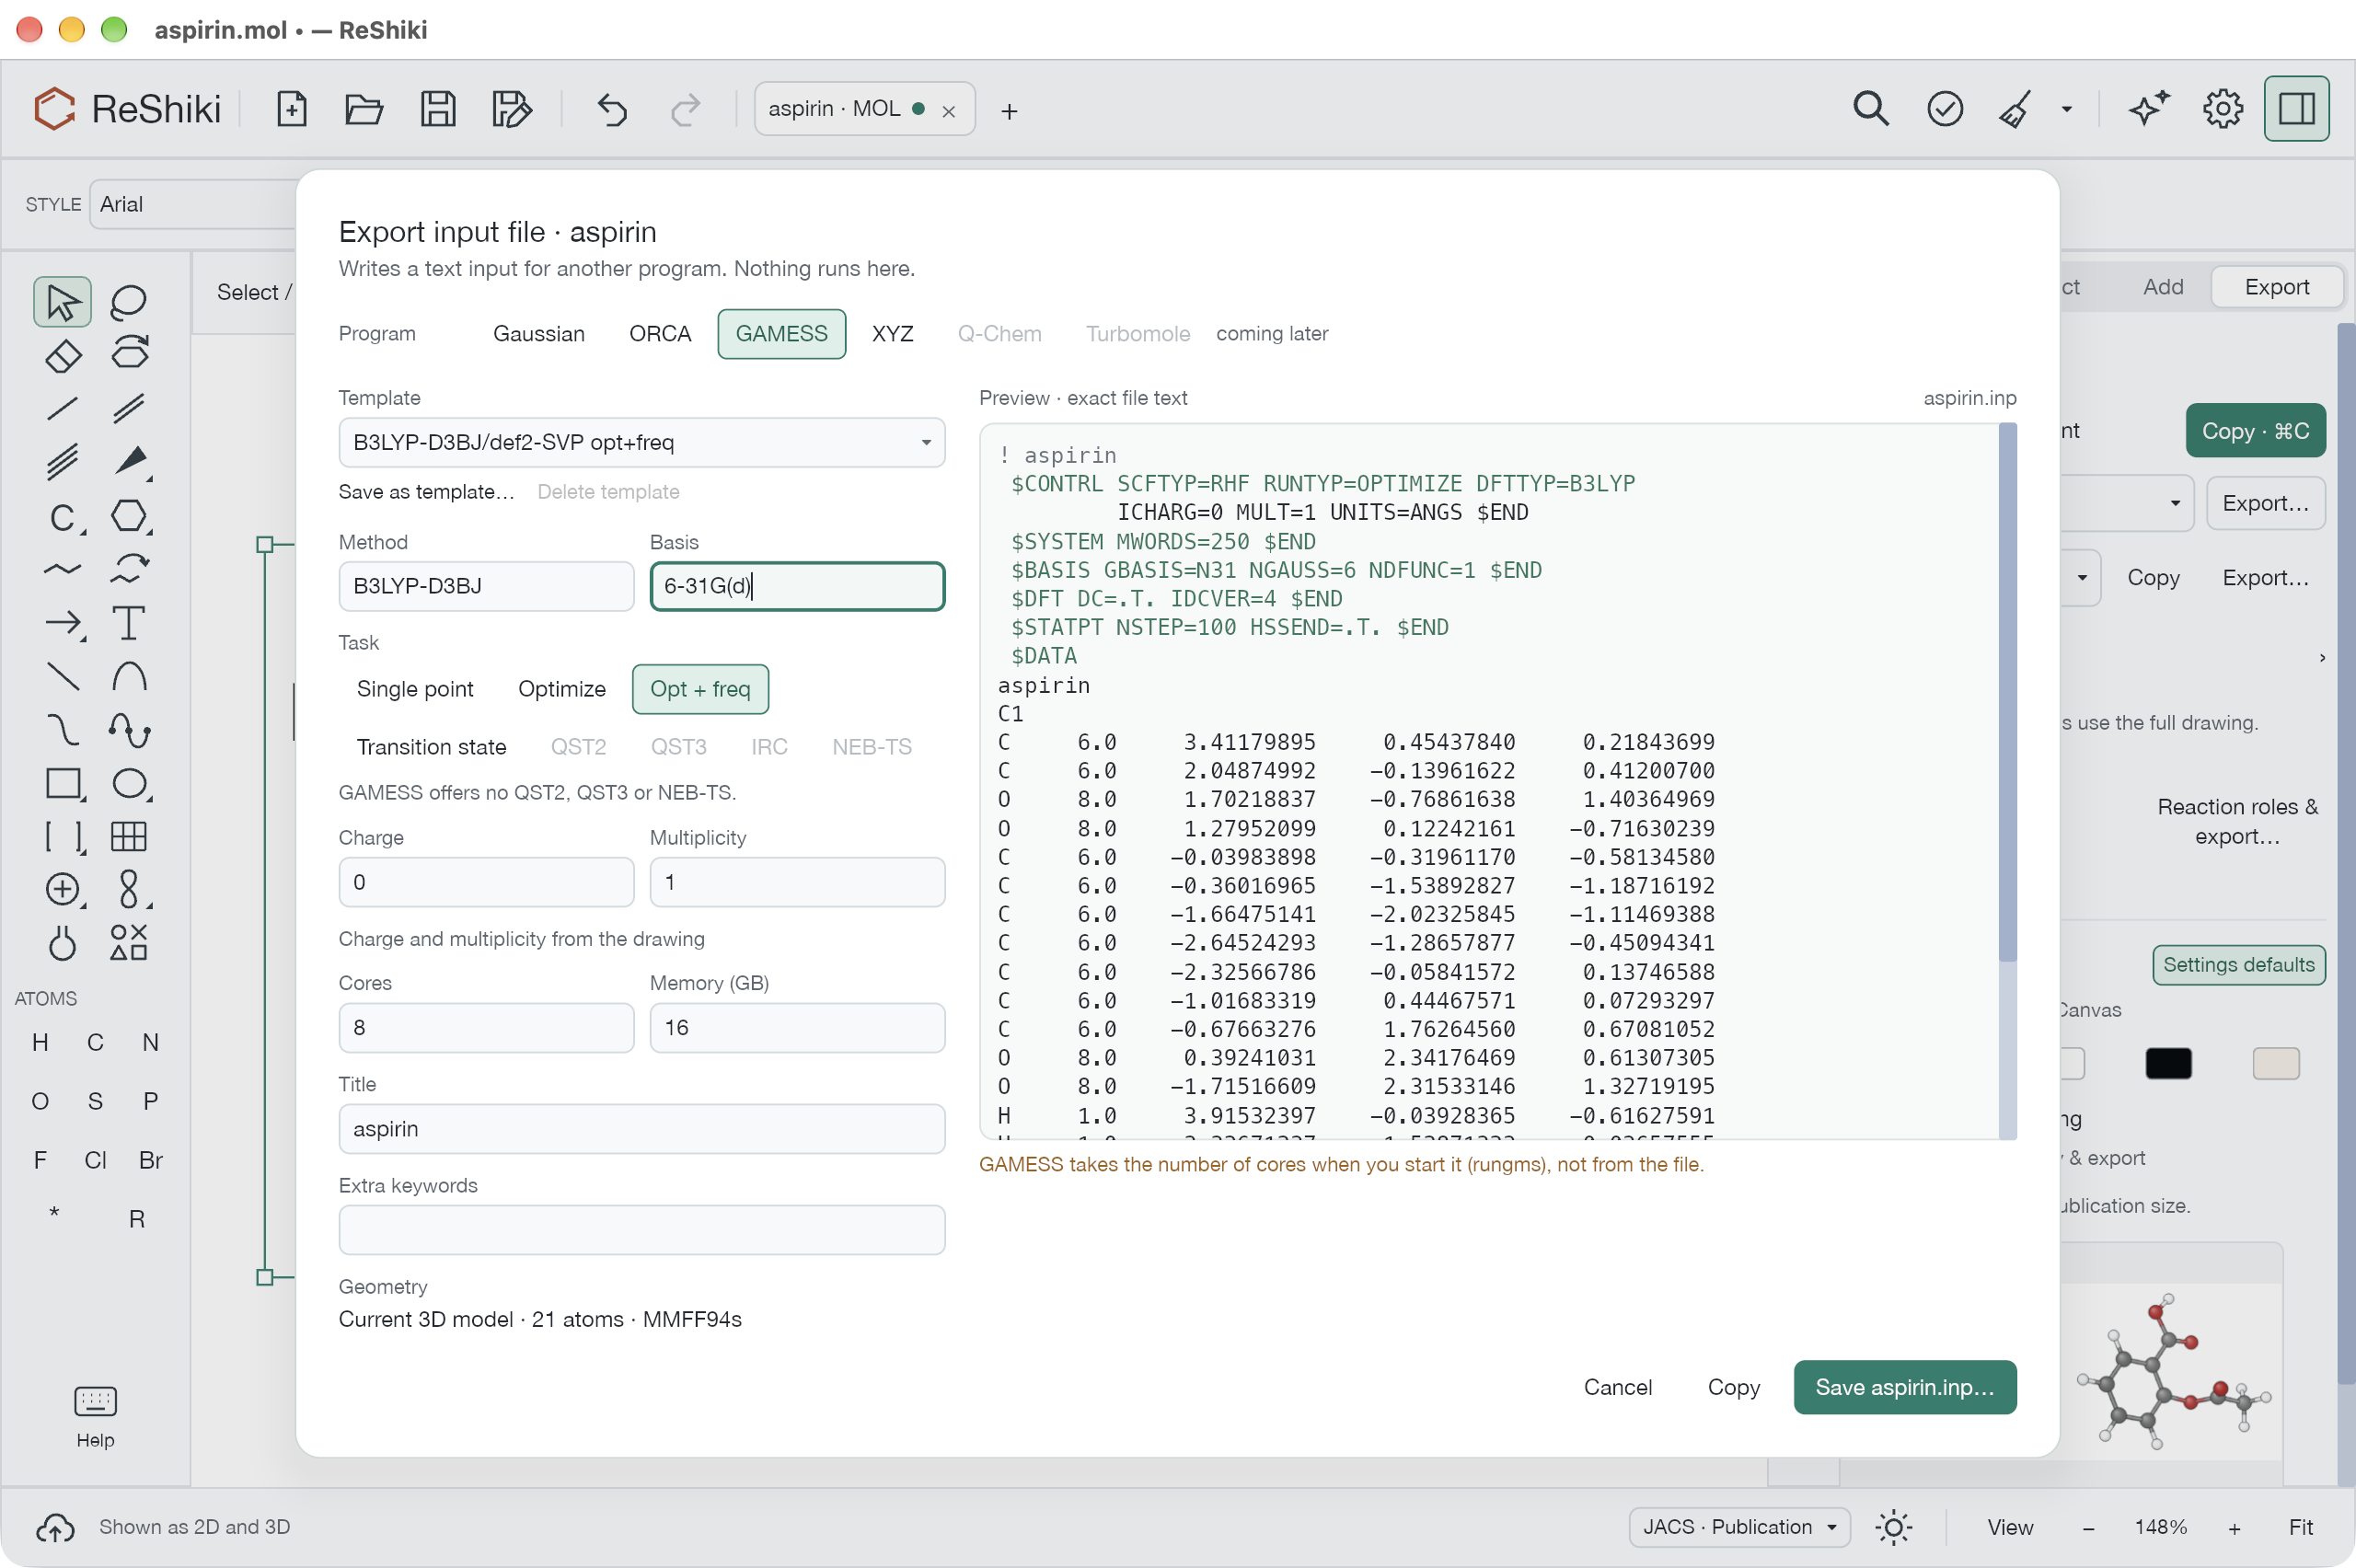 aspirin.mol • — ReShiki
ReShiki
aspirin · MOL
STYLE Arial
Select /
ct Add Export
Export input file · aspirin
Writes a text input for another program. Nothing runs here.
Program Gaussian ORCA GAMESS XYZ Q-Chem Turbomole coming later
Template
B3LYP-D3BJ/def2-SVP opt+freq
Save as template... Delete template
Method Basis
B3LYP-D3BJ 6-31G(d)
Task
Single point Optimize Opt + freq
Transition state QST2 QST3 IRC NEB-TS
GAMESS offers no QST2, QST3 or NEB-TS.
Charge Multiplicity
0 1
Charge and multiplicity from the drawing
Cores Memory (GB)
8 16
Title
aspirin
Extra keywords
Geometry
Current 3D model · 21 atoms · MMFF94s
Preview · exact file text aspirin.inp
! aspirin
$CONTRL SCFTYP=RHF RUNTYP=OPTIMIZE DFTTYP=B3LYP
ICHARG=0 MULT=1 UNITS=ANGS $END
$SYSTEM MWORDS=250 $END
$BASIS GBASIS=N31 NGAUSS=6 NDFUNC=1 $END
$DFT DC=.T. IDCVER=4 $END
$STATPT NSTEP=100 HSSEND=.T. $END
$DATA
aspirin
C1
C 6.0 3.41179895 0.45437840 0.21843699
C 6.0 2.04874992 −0.13961622 0.41200700
O 8.0 1.70218837 −0.76861638 1.40364969
O 8.0 1.27952099 0.12242161 −0.71630239
C 6.0 −0.03983898 −0.31961170 −0.58134580
C 6.0 −0.36016965 −1.53892827 −1.18716192
C 6.0 −1.66475141 −2.02325845 −1.11469388
C 6.0 −2.64524293 −1.28657877 −0.45094341
C 6.0 −2.32566786 −0.05841572 0.13746588
C 6.0 −1.01683319 0.44467571 0.07293297
C 6.0 −0.67663276 1.76264560 0.67081052
O 8.0 0.39241031 2.34176469 0.61307305
O 8.0 −1.71516609 2.31533146 1.32719195
H 1.0 3.91532397 −0.03928365 −0.61627591
GAMESS takes the number of cores when you start it (rungms), not from the file.
Cancel Copy Save aspirin.inp...
nt Copy · ⌘C
Export...
Copy Export...
s use the full drawing.
Reaction roles &
export...
Settings defaults
Canvas
ng
y & export
ublication size.
C
T
ATOMS
H C N
O S P
F Cl Br
* R
Help
Shown as 2D and 3D
JACS · Publication
View − 148% + Fit